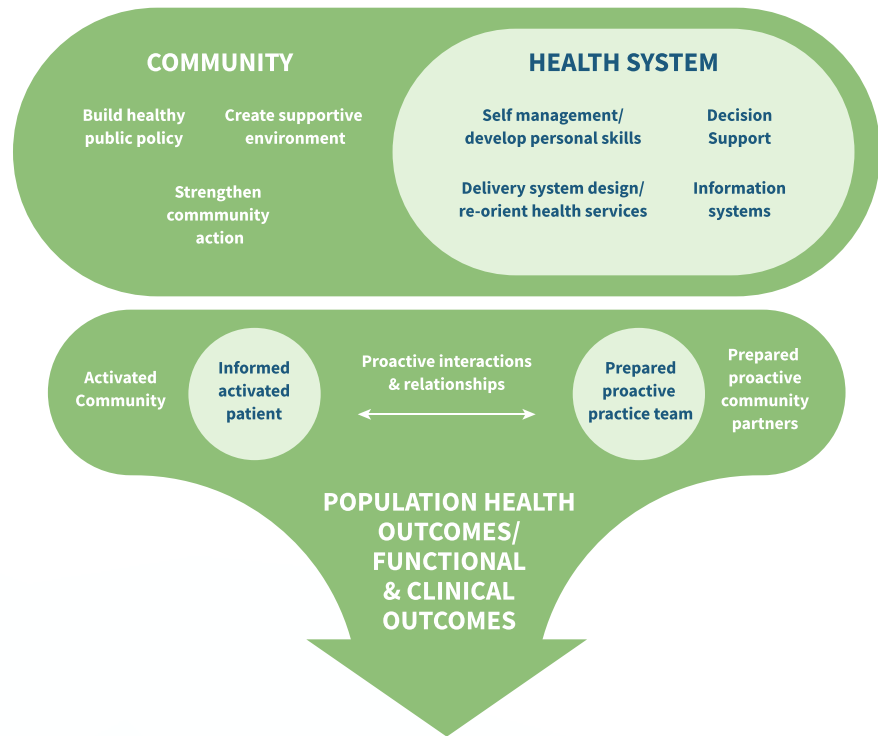 COMMUNITY
Build healthy
public policy
Create supportive
environment
Strengthen
commmunity
action
HEALTH SYSTEM
Self management/
develop personal skills
Decision
Support
Delivery system design/
re-orient health services
Information
systems
Activated
Community
Informed
activated
patient
Proactive interactions
& relationships
Prepared
proactive
practice team
Prepared
proactive
community
partners
POPULATION HEALTH
OUTCOMES/
FUNCTIONAL
& CLINICAL
OUTCOMES